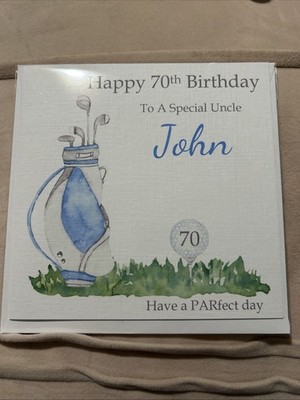 Happy 70th Birthday
To A Special Uncle
John
70
Have a PARfect day